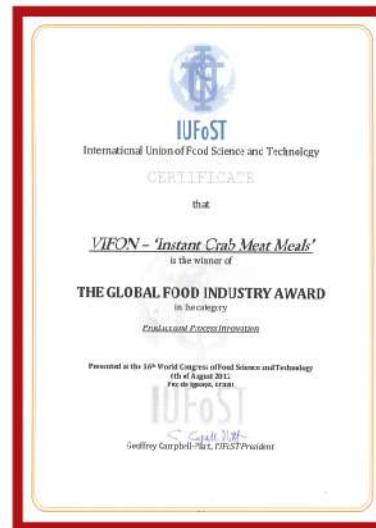 IUFoST
International Union of Food Science and Technology
CERTIFICATE
that
VIFON – 'Instant Crab Meat Meals'
is the winner of
THE GLOBAL FOOD INDUSTRY AWARD
in the category
Product and Process Innovation
Presented at the 16th World Congress of Food Science and Technology
of August 2012
IUFoST
Geoffrey Campbell-Platt, IUFoST President